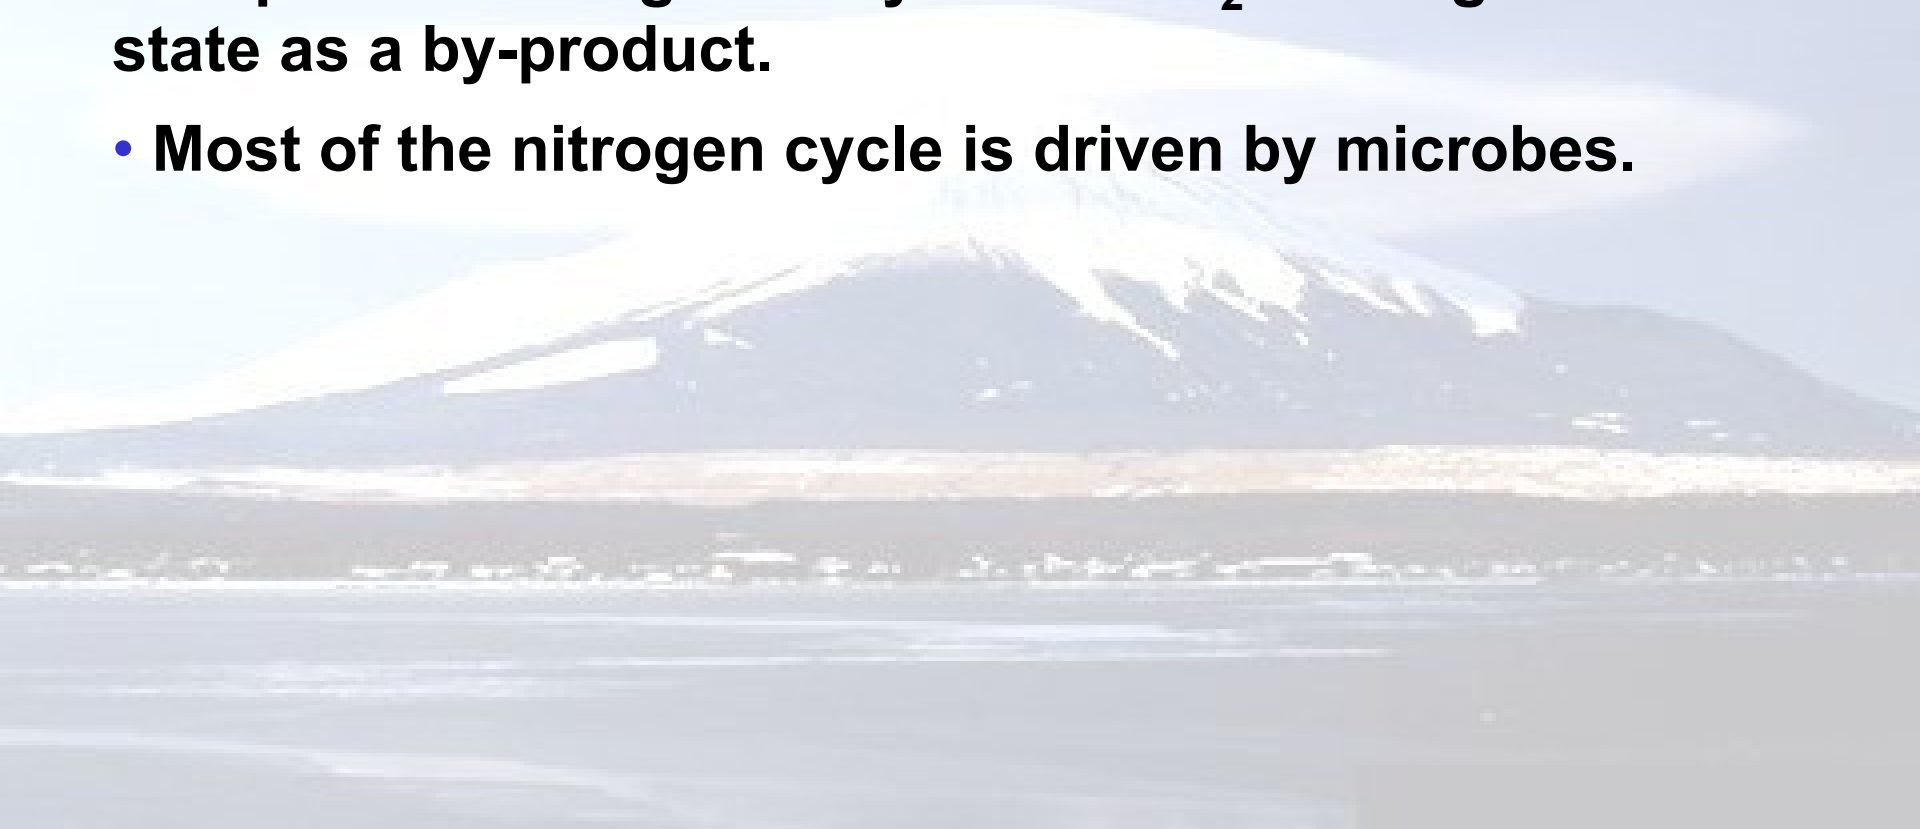 state as a by-product.
• Most of the nitrogen cycle is driven by microbes.